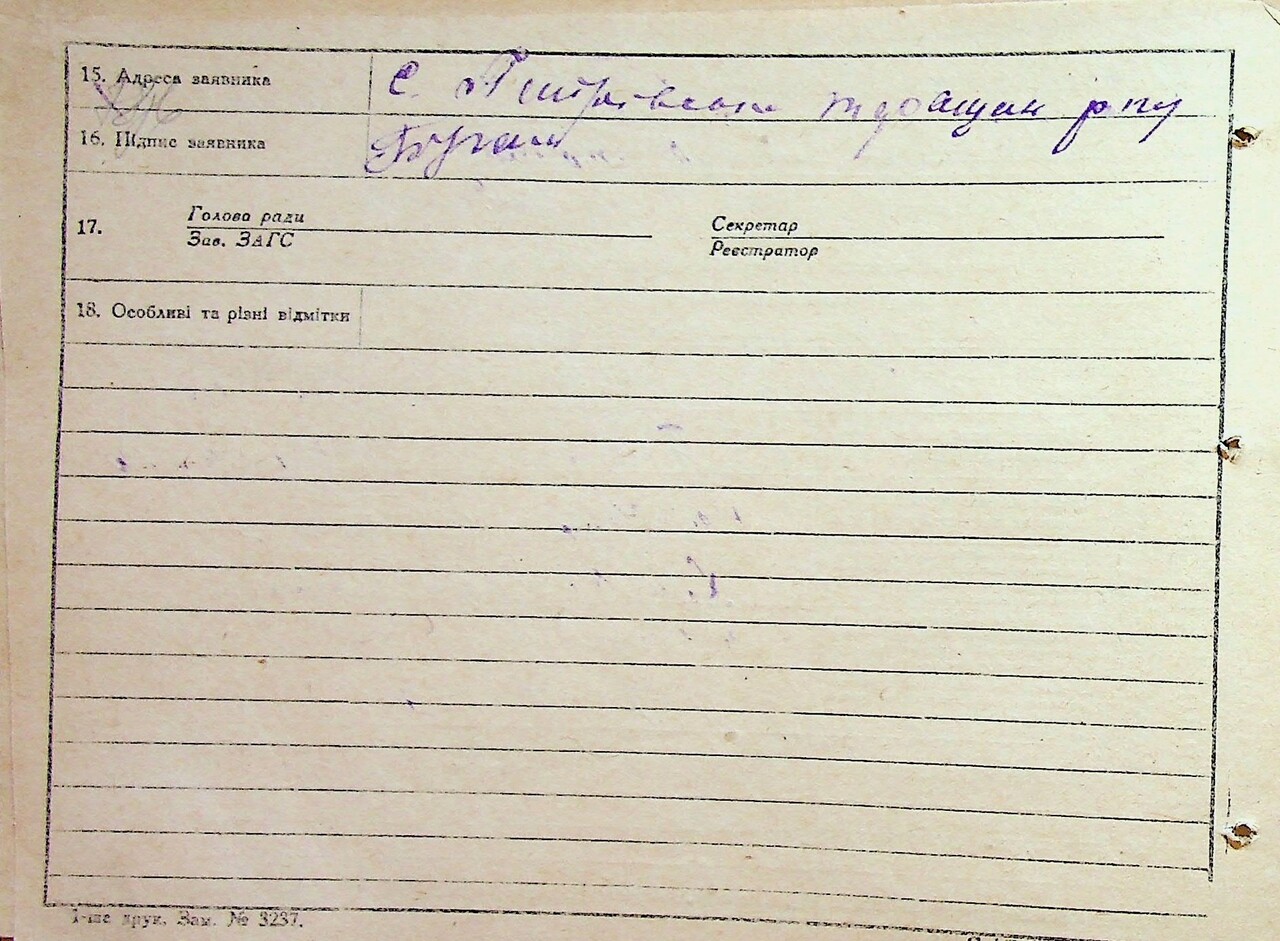 15. Адреса заявника С.
16. Підпис заявника
17. Голова ради Секретар
Зав. ЗАГС Реєстратор
18. Особливі та різні відмітки
І-ше друк. Зам. № 3237.